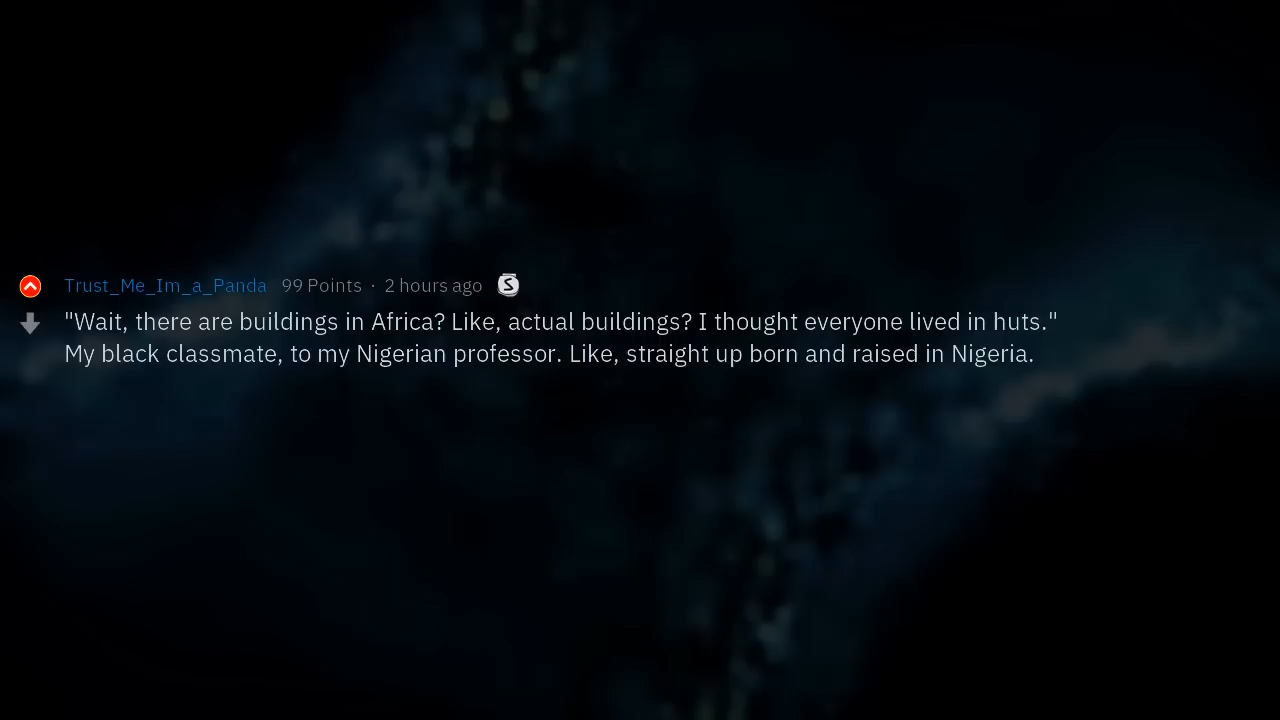 Trust_Me_Im_a_Panda 99 Points · 2 hours ago S
"Wait, there are buildings in Africa? Like, actual buildings? I thought everyone lived in huts."
My black classmate, to my Nigerian professor. Like, straight up born and raised in Nigeria.